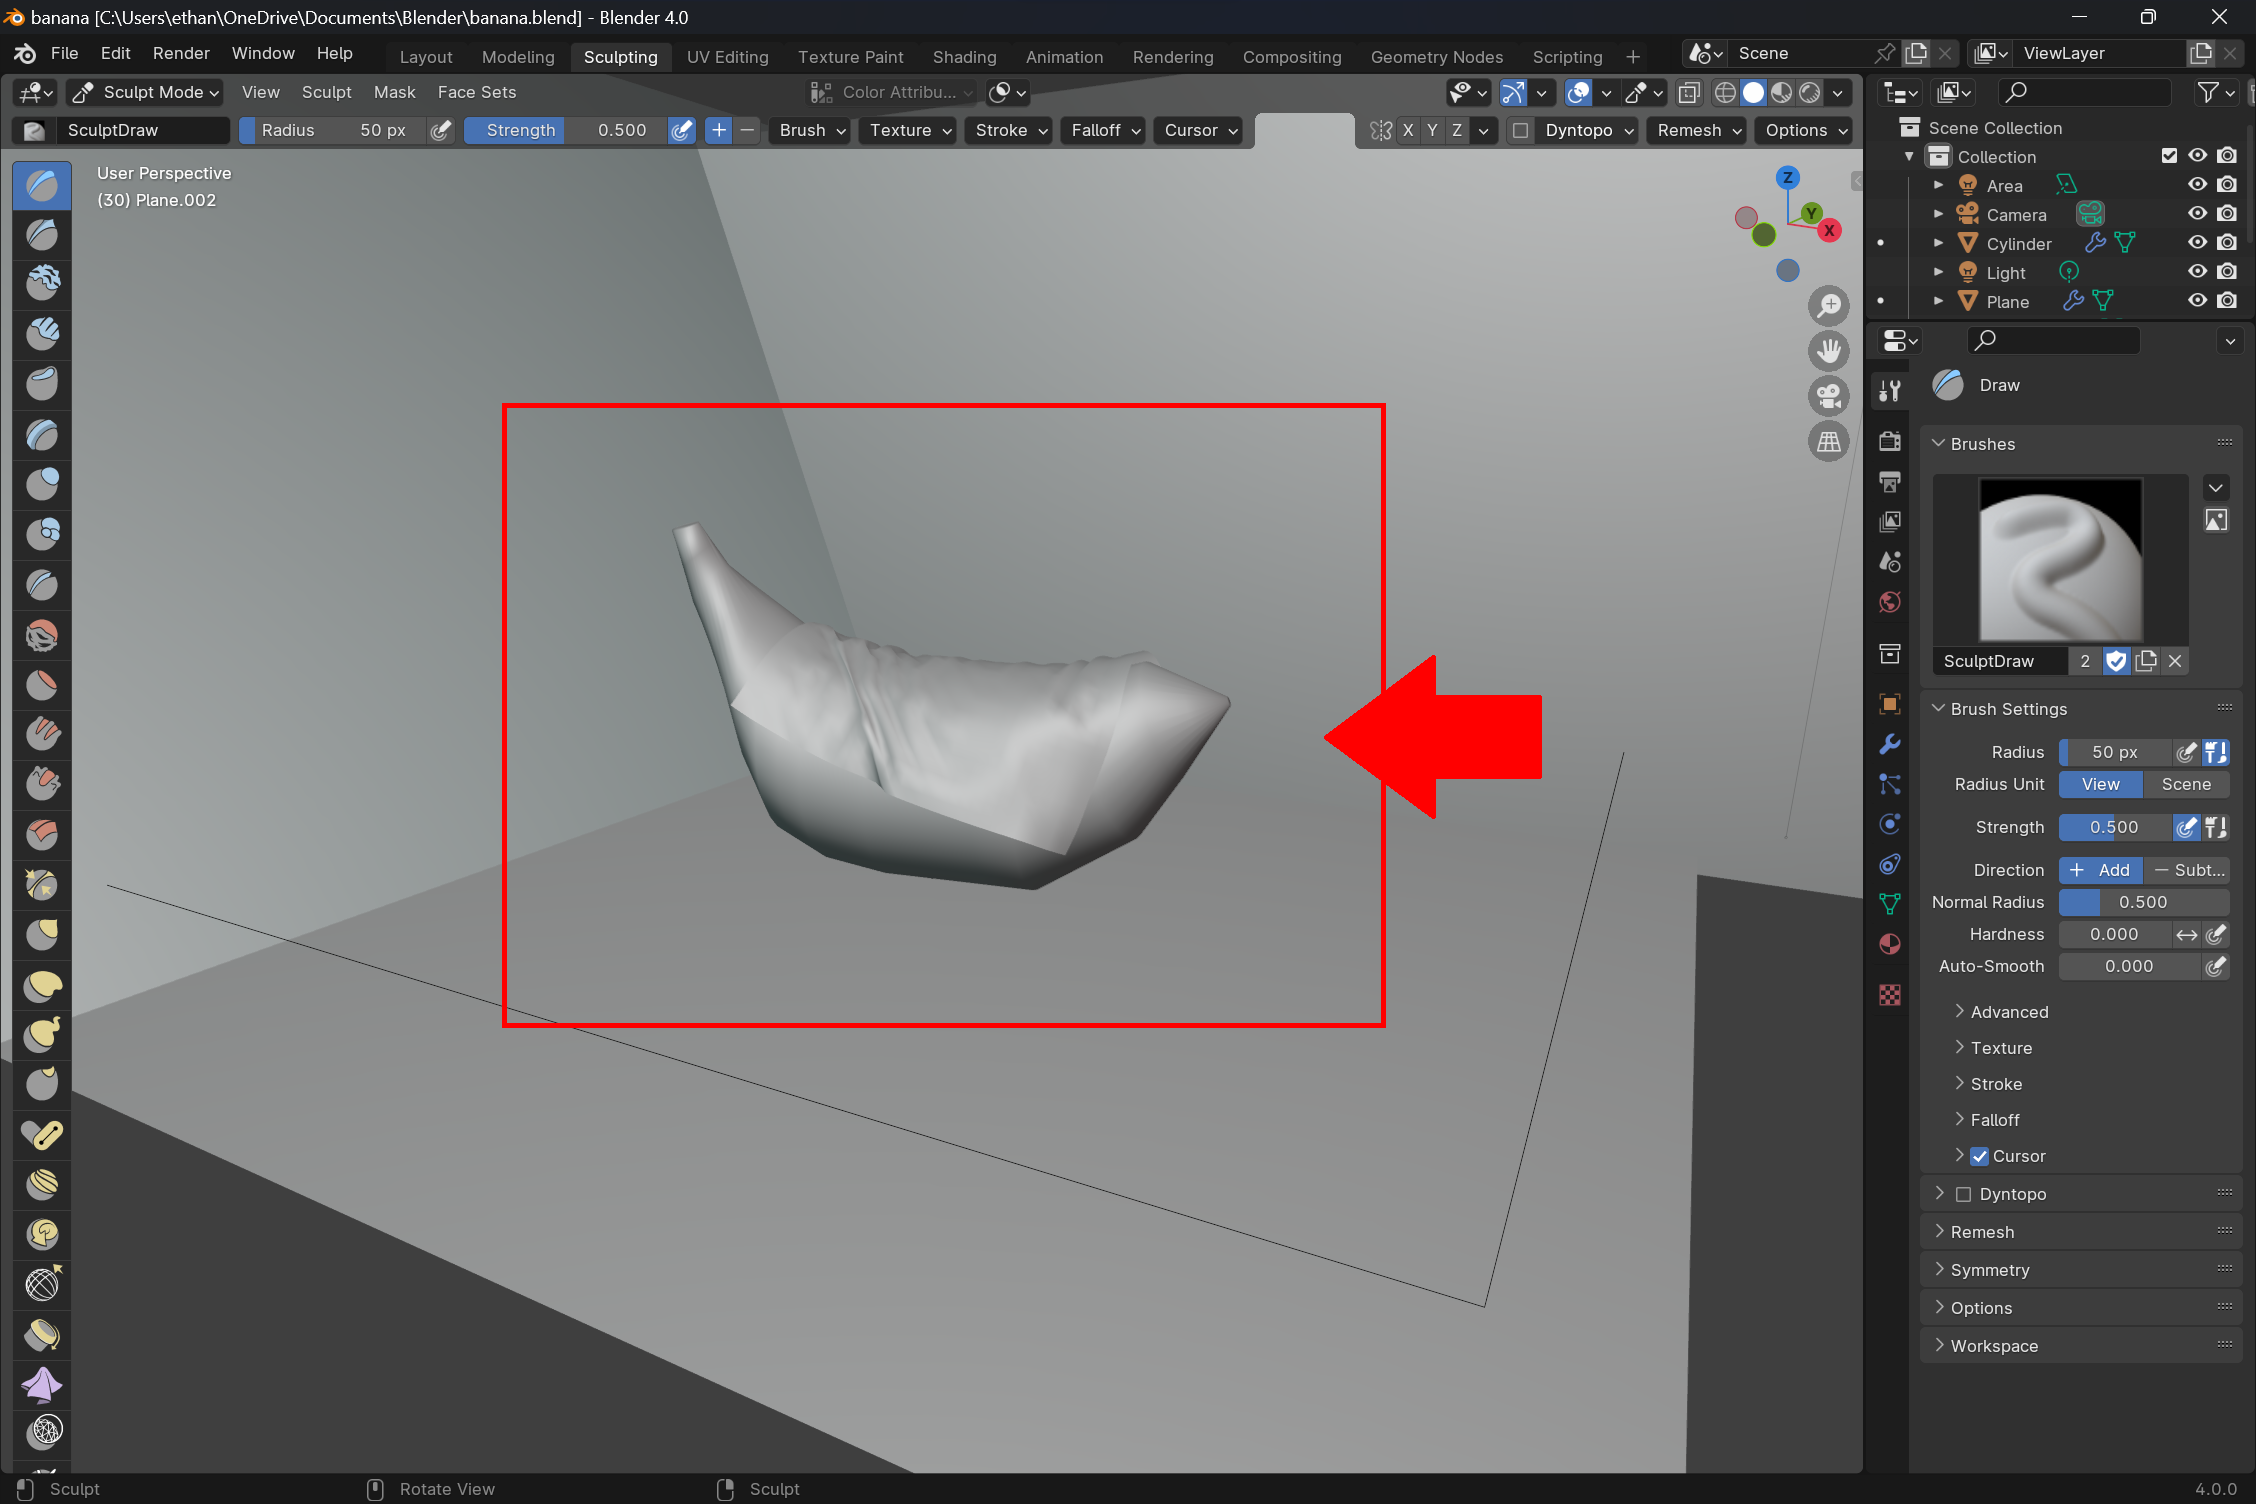 banana [C:\Users\ethan\OneDrive\Documents\Blender\banana.blend] - Blender 4.0
File Edit Render Window Help Layout Modeling Sculpting UV Editing Texture Paint Shading Animation Rendering Compositing Geometry Nodes Scripting + Scene ViewLayer
Sculpt Mode View Sculpt Mask Face Sets Color Attribu...
SculptDraw Radius 50 px Strength 0.500 + − Brush Texture Stroke Falloff Cursor X Y Z Dyntopo Remesh Options
User Perspective
(30) Plane.002
Z
Y
X
Scene Collection
Collection
Area
Camera
Cylinder
Light
Plane
Draw
Brushes
SculptDraw 2
Brush Settings
Radius 50 px
Radius Unit View Scene
Strength 0.500
Direction + Add − Subt...
Normal Radius 0.500
Hardness 0.000
Auto-Smooth 0.000
Advanced
Texture
Stroke
Falloff
Cursor
Dyntopo
Remesh
Symmetry
Options
Workspace
Sculpt Rotate View Sculpt 4.0.0